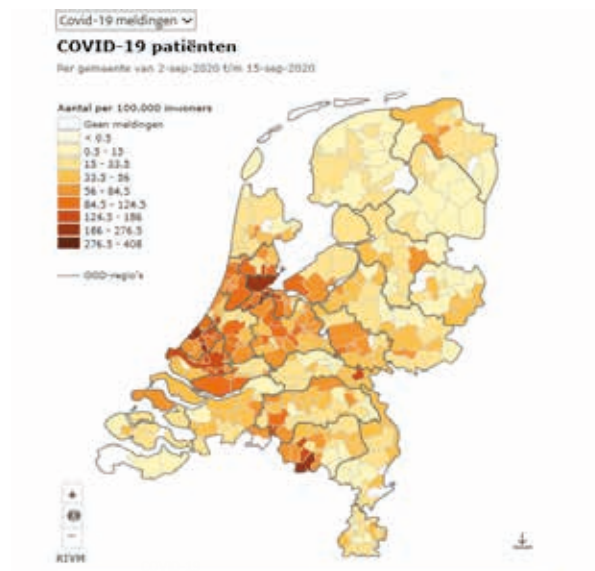 Covid-19 meldingen
COVID-19 patiënten
Per gemeente van 2-sep-2020 t/m 15-sep-2020
Aantal per 100.000 inwoners
Geen meldingen
< 0.5
0.5 - 15
15 - 33.5
33.5 - 56
56 - 84.5
84.5 - 124.5
124.5 - 186
186 - 276.5
276.5 - 408
GGD-regio's
+
−
RIVM